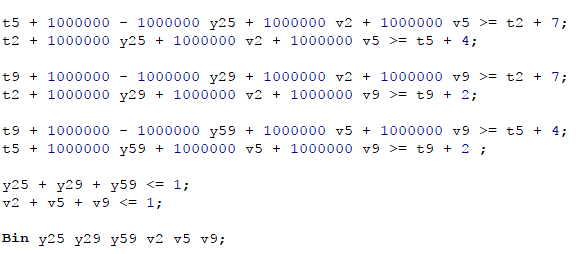 t5 + 1000000 - 1000000 y25 + 1000000 v2 + 1000000 v5 >= t2 + 7;
t2 + 1000000 y25 + 1000000 v2 + 1000000 v5 >= t5 + 4;
t9 + 1000000 - 1000000 y29 + 1000000 v2 + 1000000 v9 >= t2 + 7;
t2 + 1000000 y29 + 1000000 v2 + 1000000 v9 >= t9 + 2;
t9 + 1000000 - 1000000 y59 + 1000000 v5 + 1000000 v9 >= t5 + 4;
t5 + 1000000 y59 + 1000000 v5 + 1000000 v9 >= t9 + 2 ;
y25 + y29 + y59 <= 1;
v2 + v5 + v9 <= 1;
Bin y25 y29 y59 v2 v5 v9;